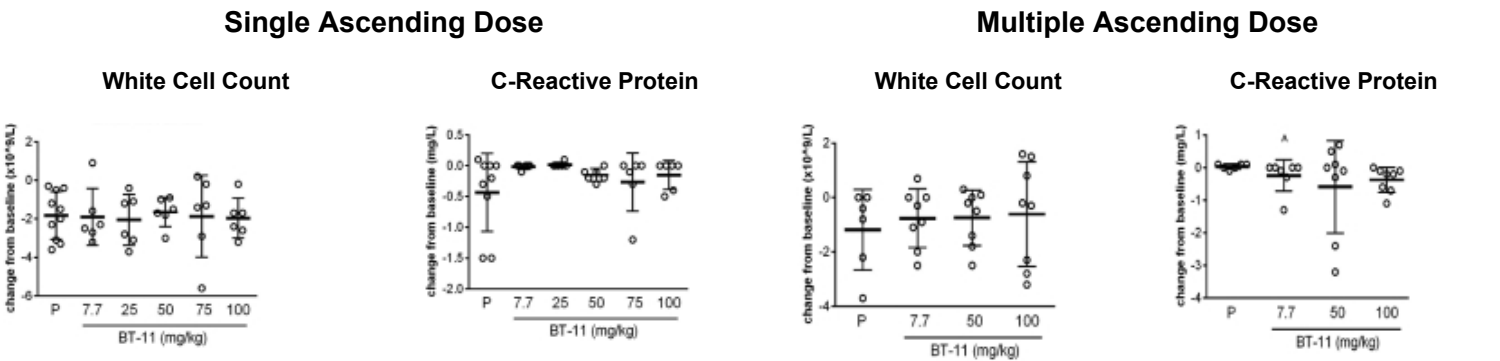 Single Ascending Dose
Multiple Ascending Dose
White Cell Count
C-Reactive Protein
White Cell Count
C-Reactive Protein
change from baseline (x10^9/L)
2
0
-2
-4
-6
P 7.7 25 50 75 100
BT-11 (mg/kg)
change from baseline (mg/L)
0.5
0.0
-0.5
-1.0
-1.5
-2.0
P 7.7 25 50 75 100
BT-11 (mg/kg)
change from baseline (x10^9/L)
2
0
-2
-4
P 7.7 50 100
BT-11 (mg/kg)
change from baseline (mg/L)
1
0
-1
-2
-3
-4
^
P 7.7 50 100
BT-11 (mg/kg)